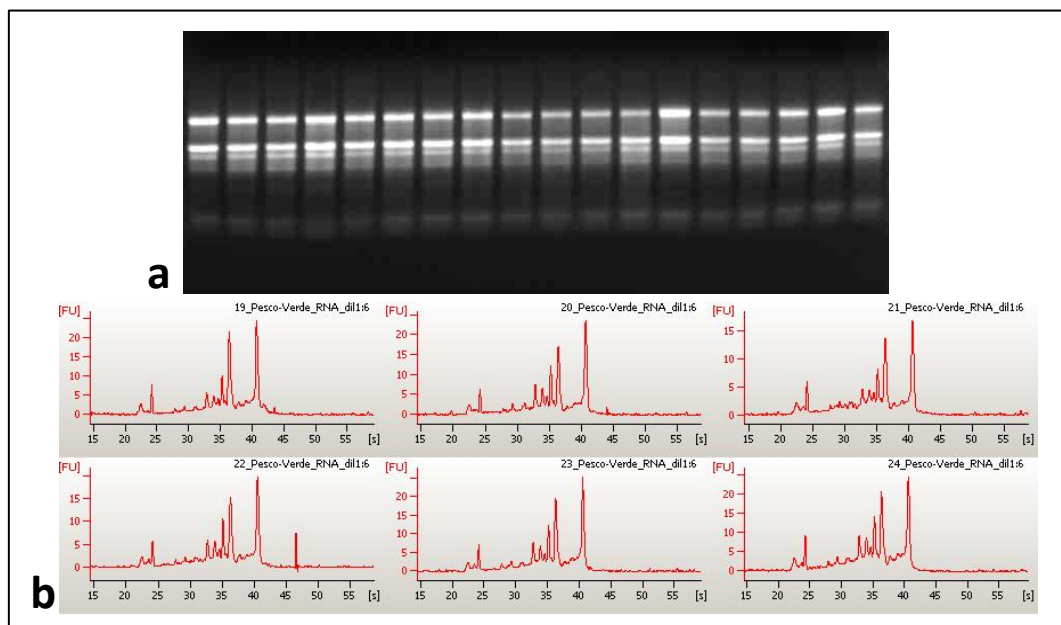 a
19_Pesco-Verde_RNA_dil1:6
[FU]
20
15
10
5
0
15 20 25 30 35 40 45 50 55 [s]
20_Pesco-Verde_RNA_dil1:6
[FU]
20
15
10
5
0
15 20 25 30 35 40 45 50 55 [s]
21_Pesco-Verde_RNA_dil1:6
[FU]
15
10
5
0
15 20 25 30 35 40 45 50 55 [s]
22_Pesco-Verde_RNA_dil1:6
[FU]
15
10
5
0
15 20 25 30 35 40 45 50 55 [s]
23_Pesco-Verde_RNA_dil1:6
[FU]
20
15
10
5
0
15 20 25 30 35 40 45 50 55 [s]
24_Pesco-Verde_RNA_dil1:6
[FU]
20
15
10
5
0
15 20 25 30 35 40 45 50 55 [s]
b